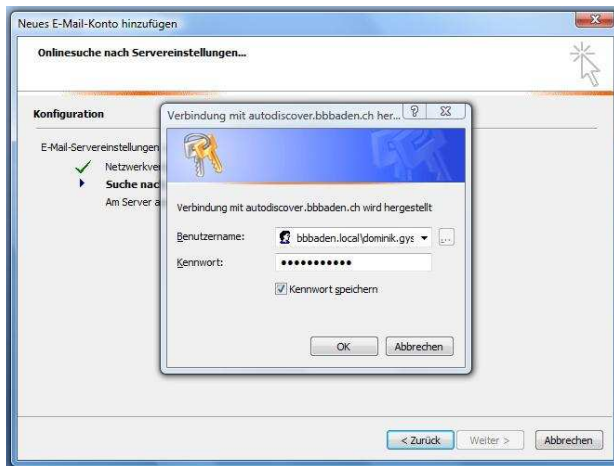 Neues E-Mail-Konto hinzufügen
Onlinesuche nach Servereinstellungen...
Konfiguration
E-Mail-Servereinstellungen
Netzwerkve
Suche nac
Am Server a
Verbindung mit autodiscover.bbbaden.ch her...
Verbindung mit autodiscover.bbbaden.ch wird hergestellt
Benutzername: bbbaden.local\dominik.gys
Kennwort: •••••••••••
Kennwort speichern
OK Abbrechen
< Zurück Weiter > Abbrechen